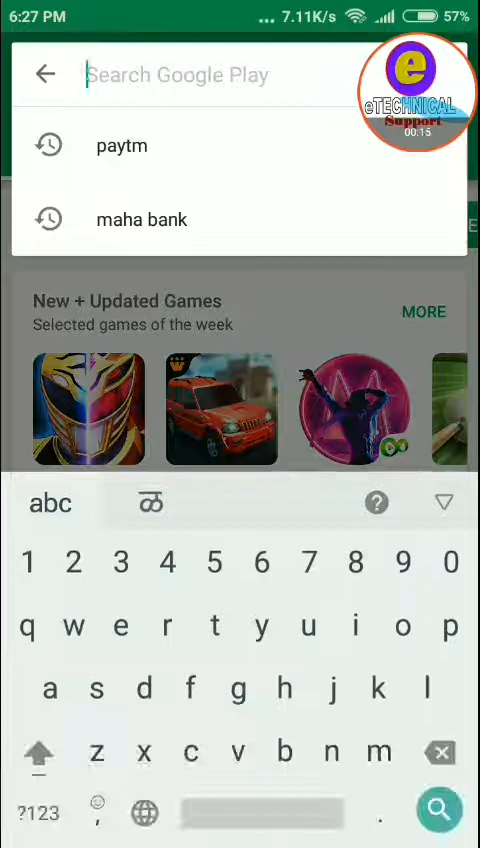 6:27 PM ... 7.11K/s 57%
Search Google Play
e
eTECHNICAL
Support
00:15
paytm
maha bank
E
New + Updated Games
MORE
Selected games of the week
abc ळ ?
1 2 3 4 5 6 7 8 9 0
q w e r t y u i o p
a s d f g h j k l
z x c v b n m
?123 , .